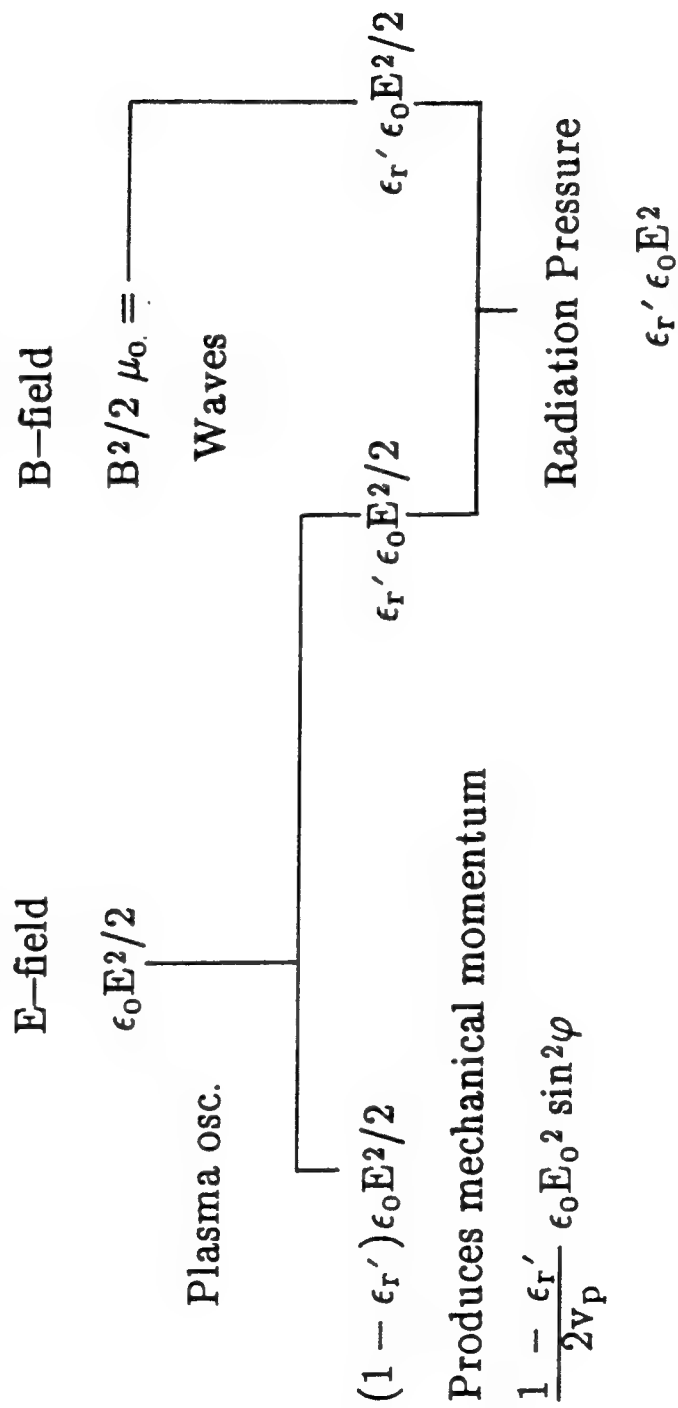 E–field
ϵ₀E²/2
B–field
B²/2 μ₀ =
Plasma osc.
Waves
(1 − ϵᵣ′)ϵ₀E²/2
ϵᵣ′ ϵ₀E²/2
ϵᵣ′ ϵ₀E²/2
Produces mechanical momentum
Radiation Pressure
(1 − ϵᵣ′)/2vₚ ϵ₀E₀² sin²φ
ϵᵣ′ ϵ₀E²